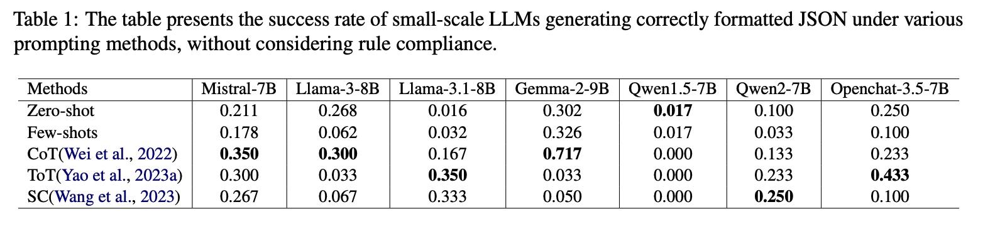 Table 1: The table presents the success rate of small-scale LLMs generating correctly formatted JSON under various
prompting methods, without considering rule compliance.
Methods Mistral-7B Llama-3-8B Llama-3.1-8B Gemma-2-9B Qwen1.5-7B Qwen2-7B Openchat-3.5-7B
Zero-shot 0.211 0.268 0.016 0.302 0.017 0.100 0.250
Few-shots 0.178 0.062 0.032 0.326 0.017 0.033 0.100
CoT(Wei et al., 2022) 0.350 0.300 0.167 0.717 0.000 0.133 0.233
ToT(Yao et al., 2023a) 0.300 0.033 0.350 0.033 0.000 0.233 0.433
SC(Wang et al., 2023) 0.267 0.067 0.333 0.050 0.000 0.250 0.100